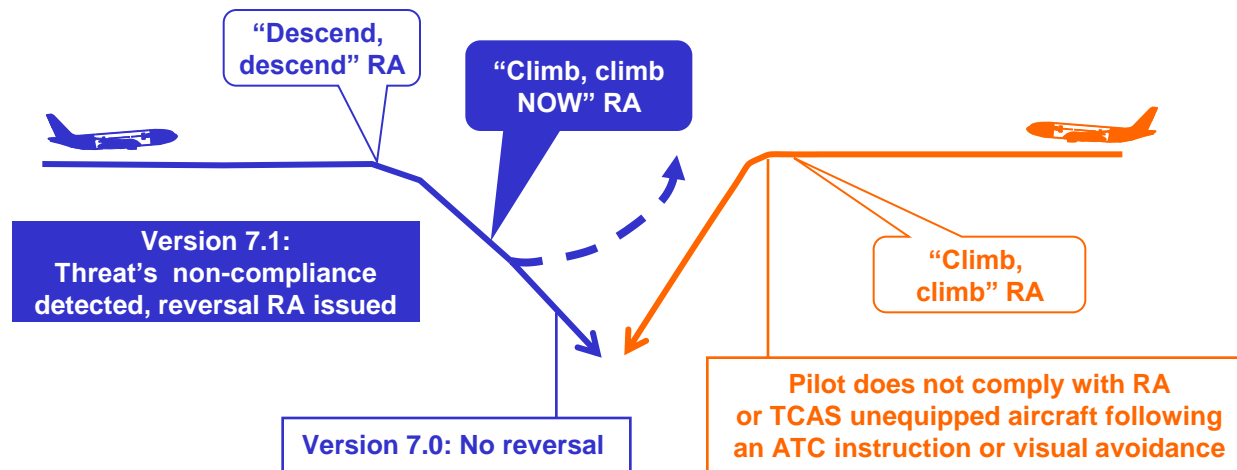 “Descend,
descend” RA
“Climb, climb
NOW” RA
Version 7.1:
Threat’s  non-compliance
detected, reversal RA issued
“Climb,
climb” RA
Version 7.0: No reversal
Pilot does not comply with RA
or TCAS unequipped aircraft following
an ATC instruction or visual avoidance